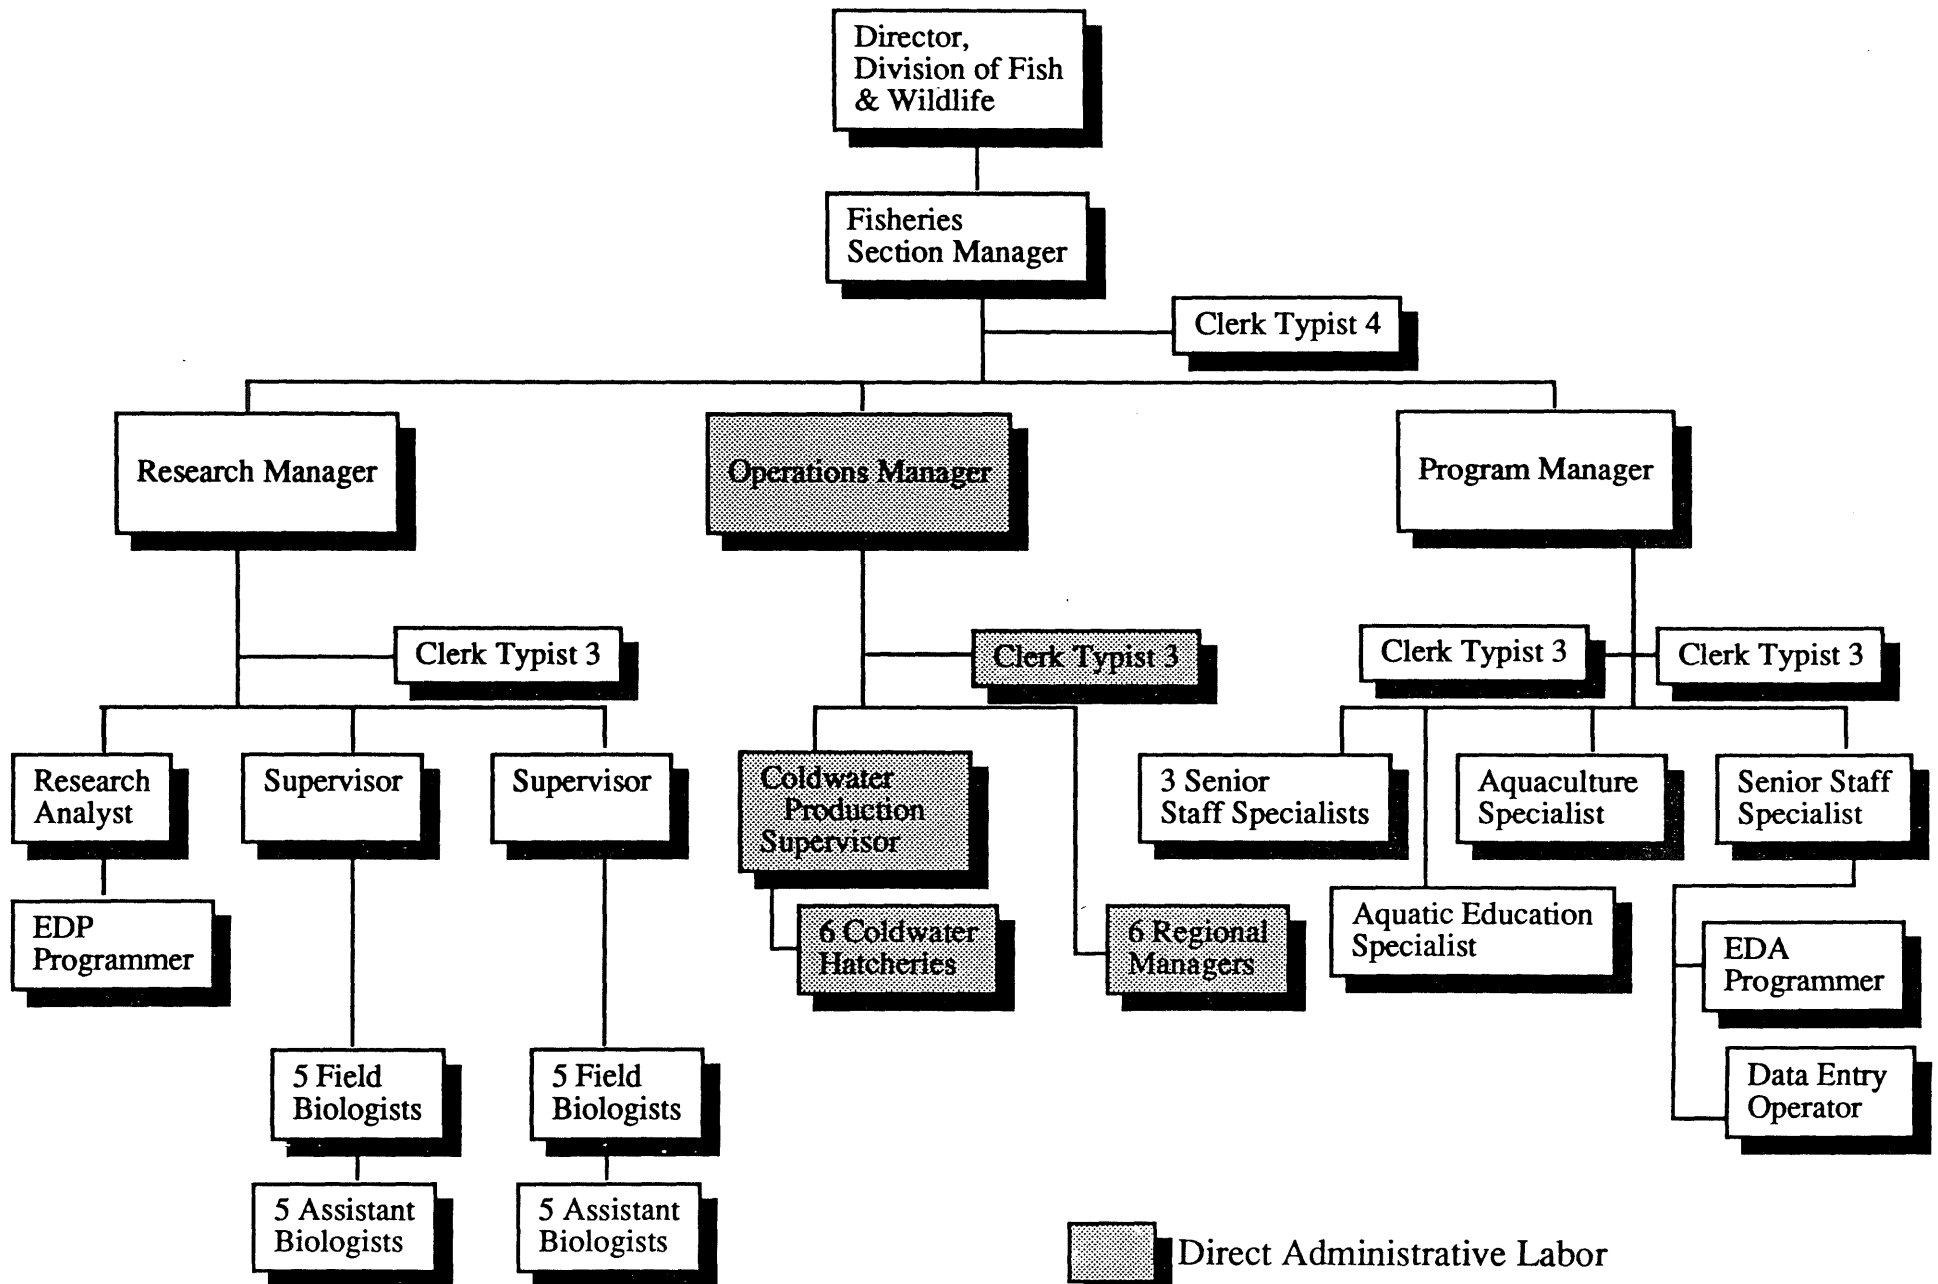 Director,
Division of Fish
& Wildlife
Fisheries
Section Manager
Clerk Typist 4
Research Manager
Operations Manager
Program Manager
Clerk Typist 3
Clerk Typist 3
Clerk Typist 3
Clerk Typist 3
Research
Analyst
Supervisor
Supervisor
Coldwater
Production
Supervisor
3 Senior
Staff Specialists
Aquaculture
Specialist
Senior Staff
Specialist
EDP
Programmer
6 Coldwater
Hatcheries
6 Regional
Managers
Aquatic Education
Specialist
EDA
Programmer
5 Field
Biologists
5 Field
Biologists
Data Entry
Operator
5 Assistant
Biologists
5 Assistant
Biologists
Direct Administrative Labor